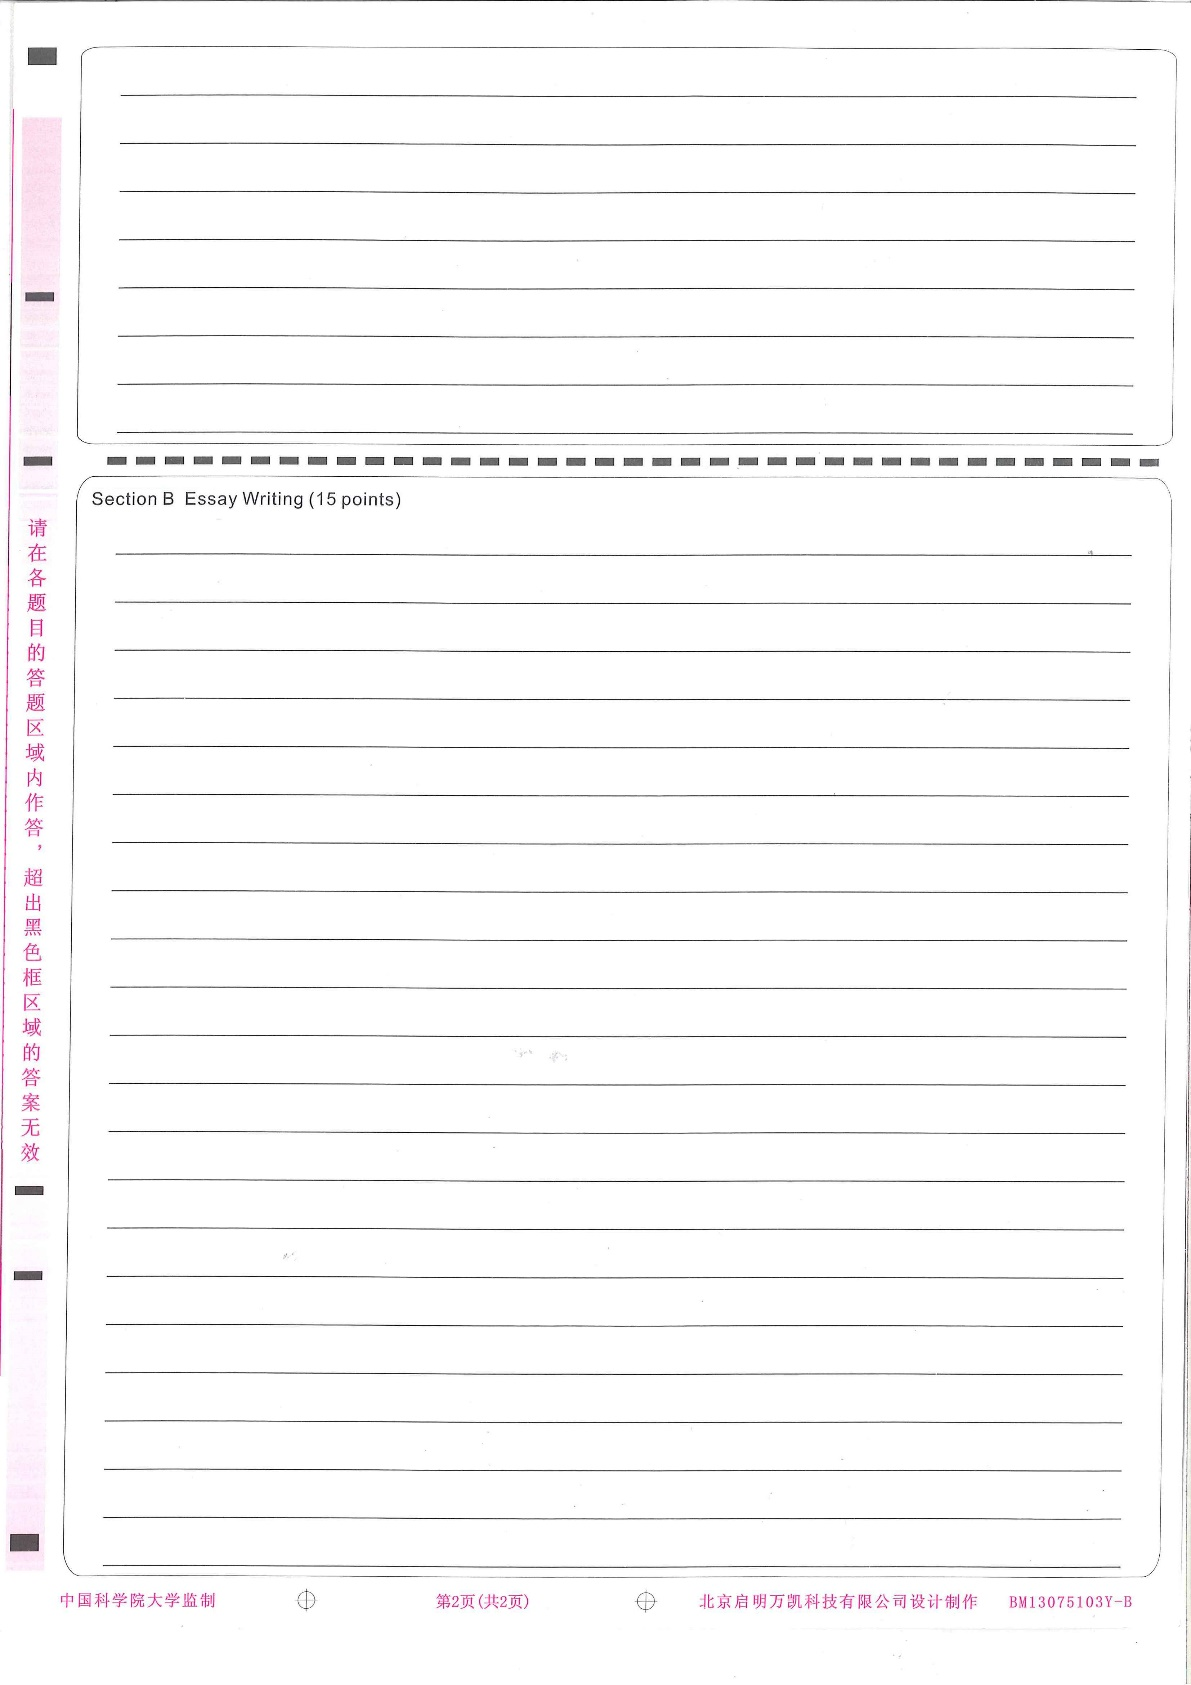 Section B Essay Writing (15 points)
请在各题目的答题区域内作答，超出黑色框区域的答案无效
中国科学院大学监制
第2页(共2页)
北京启明万凯科技有限公司设计制作 BM13075103Y-B